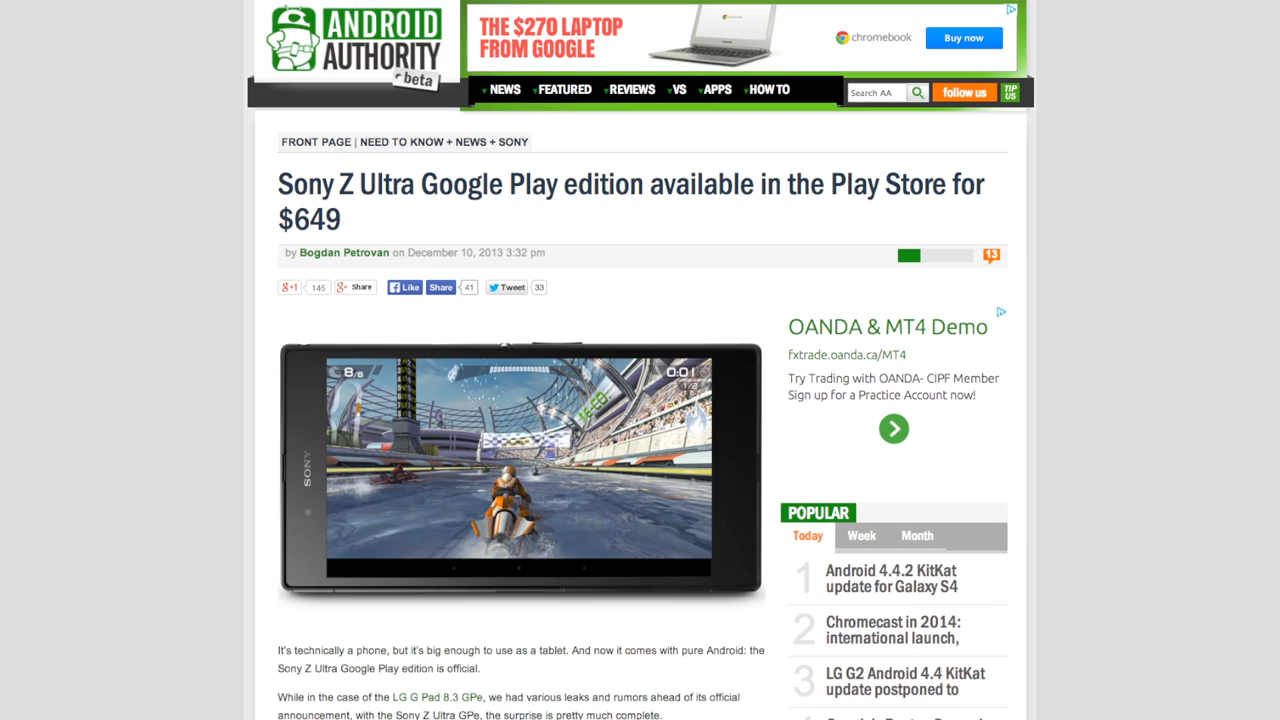 ANDROID
AUTHORITY
beta
THE $270 LAPTOP
FROM GOOGLE
chromebook
Buy now
NEWS FEATURED REVIEWS VS APPS HOW TO
Search AA
follow us
TIP
US
FRONT PAGE | NEED TO KNOW + NEWS + SONY
Sony Z Ultra Google Play edition available in the Play Store for
$649
by Bogdan Petrovan on December 10, 2013 3:32 pm
13
g+1 145 g+ Share Like Share 41 Tweet 33
OANDA & MT4 Demo
fxtrade.oanda.ca/MT4
Try Trading with OANDA- CIPF Member
Sign up for a Practice Account now!
8/8
0:01
1/2
SONY
POPULAR
Today Week Month
1 Android 4.4.2 KitKat
update for Galaxy S4
2 Chromecast in 2014:
international launch,
3 LG G2 Android 4.4 KitKat
update postponed to
It's technically a phone, but it's big enough to use as a tablet. And now it comes with pure Android: the
Sony Z Ultra Google Play edition is official.
While in the case of the LG G Pad 8.3 GPe, we had various leaks and rumors ahead of its official
announcement, with the Sony Z Ultra GPe, the surprise is pretty much complete.